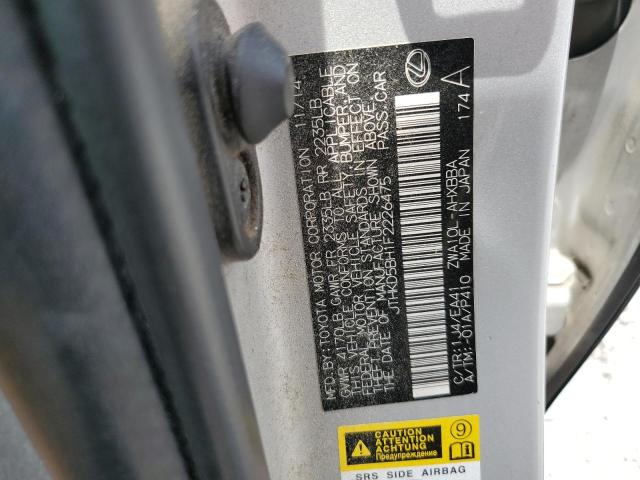 MFD.BY:TOYOTA MOTOR CORPORATION 11/14
GVWR 4170LB GAWR FR 2335LB RR 2235LB
THIS VEHICLE CONFORMS TO ALL APPLICABLE
FEDERAL MOTOR VEHICLE SAFETY, BUMPER, AND
THEFT PREVENTION STANDARDS IN EFFECT ON
THE DATE OF MANUFACTURE SHOWN ABOVE.
JTHKD5BH1F2226475 PASS.CAR
C/TR:1J4/EA41 ZWA10L-AHXBBA
A/TM:-01A/P410 MADE IN JAPAN 174A
CAUTION
ATTENTION
Предупреждение
9
SRS SIDE AIRBAG